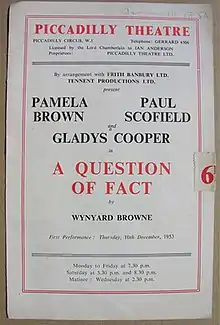 PICCADILLY THEATRE
PICCADILLY CIRCUS, W.1 Telephone: GERRARD 4506
Licensed by the Lord Chamberlain to IAN ANDERSON
Proprietors: PICCADILLY THEATRE LTD.
By arrangement with FRITH BANBURY LTD.
TENNENT PRODUCTIONS LTD.
present
PAMELA PAUL
BROWN SCOFIELD
and
GLADYS COOPER
in
A QUESTION
OF FACT
6
by
WYNYARD BROWNE
First Performance: Thursday, 10th December, 1953
Monday to Friday at 7.30 p.m.
Saturday at 5.30 p.m. and 8.30 p.m.
Matinee: Wednesday at 2.30 p.m.